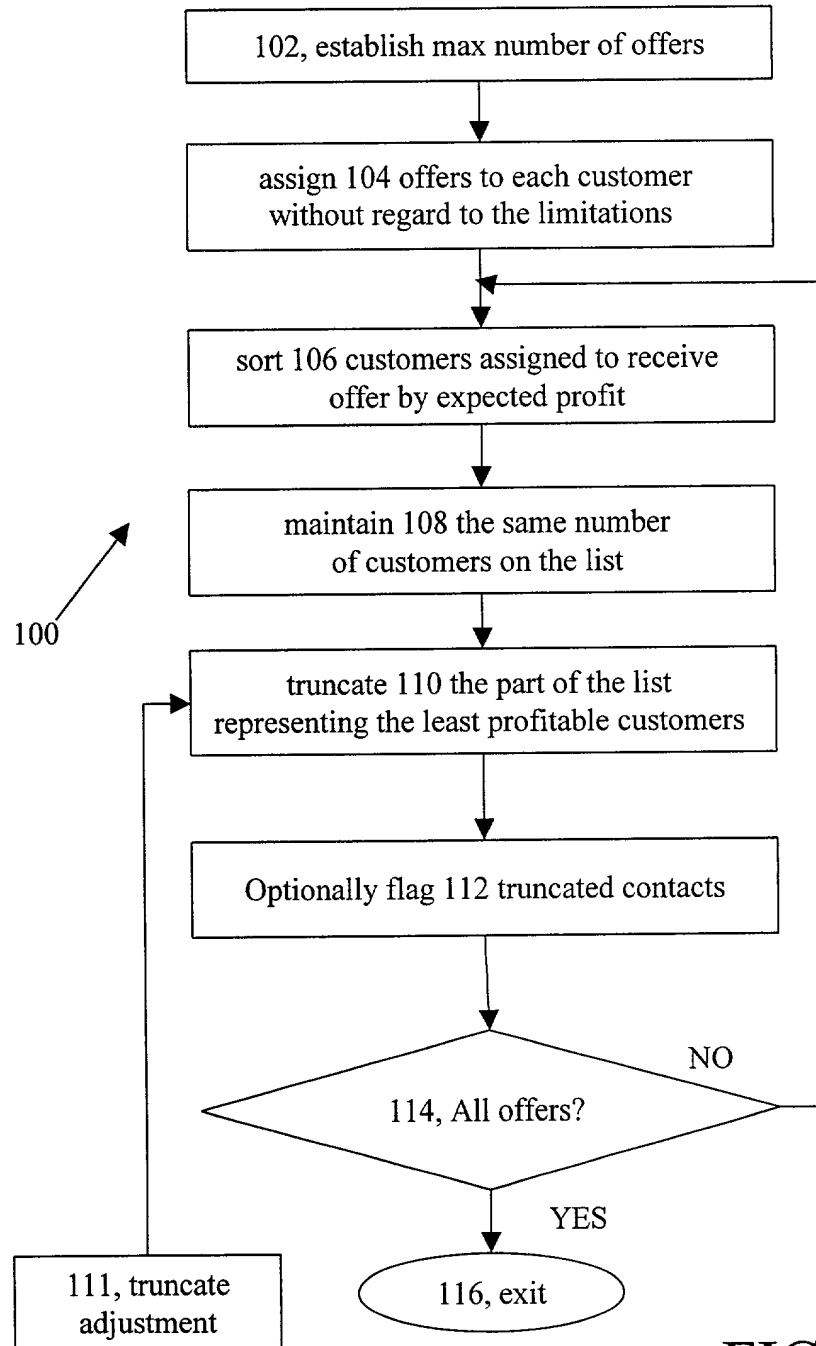 102, establish max number of offers
assign 104 offers to each customer
without regard to the limitations
sort 106 customers assigned to receive
offer by expected profit
maintain 108 the same number
of customers on the list
100
truncate 110 the part of the list
representing the least profitable customers
Optionally flag 112 truncated contacts
NO
114, All offers?
YES
111, truncate
adjustment
116, exit